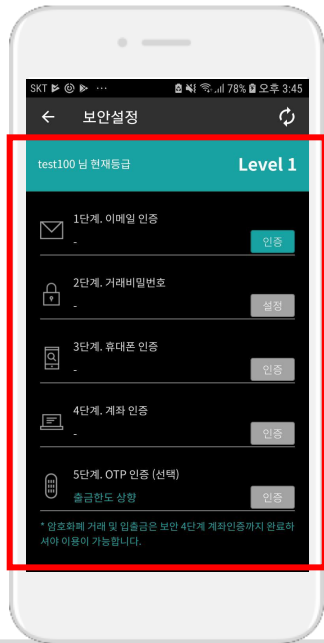 SKT ··· 78% 오후 3:45
보안설정
test100 님 현재등급 Level 1
1단계. 이메일 인증
-
인증
2단계. 거래비밀번호
-
설정
3단계. 휴대폰 인증
-
인증
4단계. 계좌 인증
-
인증
5단계. OTP 인증 (선택)
출금한도 상향
인증
* 암호화폐 거래 및 입출금은 보안 4단계 계좌인증까지 완료하
셔야 이용이 가능합니다.